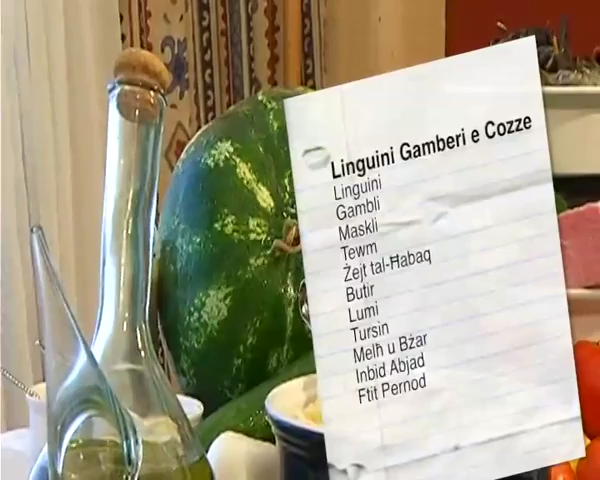 Linguini Gamberi e Cozze
Linguini
Gambli
Maskli
Tewm
Żejt tal-Ħabaq
Butir
Lumi
Tursin
Melħ u Bżar
Inbid Abjad
Ftit Pernod